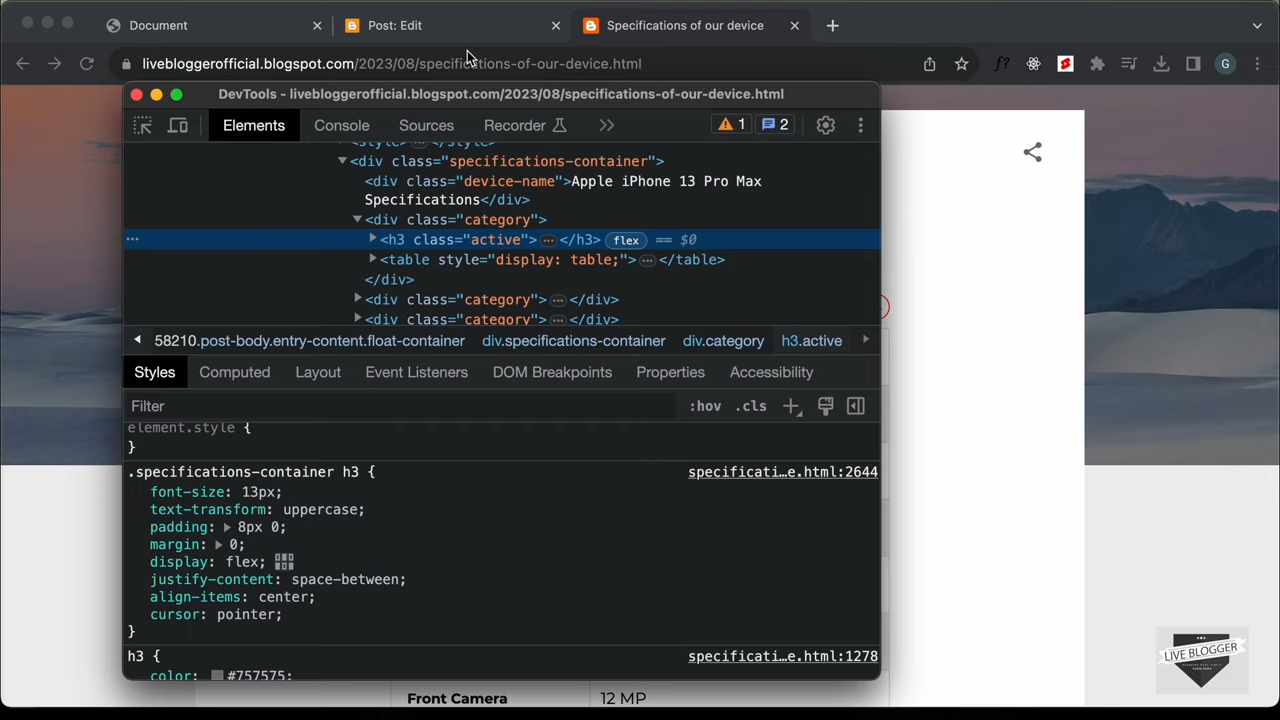 Document
Post: Edit
Specifications of our device
livebloggerofficial.blogspot.com/2023/08/specifications-of-our-device.html
f?
G
DevTools - livebloggerofficial.blogspot.com/2023/08/specifications-of-our-device.html
Elements Console Sources Recorder 1 2
<style> … </style>
<div class="specifications-container">
<div class="device-name">Apple iPhone 13 Pro Max
Specifications</div>
<div class="category">
<h3 class="active"> … </h3> flex == $0
<table style="display: table;"> … </table>
</div>
<div class="category"> … </div>
<div class="category"> … </div>
58210.post-body.entry-content.float-container div.specifications-container div.category h3.active
Styles Computed Layout Event Listeners DOM Breakpoints Properties Accessibility
Filter :hov .cls
element.style {
}
.specifications-container h3 { specificati…e.html:2644
font-size: 13px;
text-transform: uppercase;
padding: 8px 0;
margin: 0;
display: flex;
justify-content: space-between;
align-items: center;
cursor: pointer;
}
h3 { specificati…e.html:1278
color: #757575;
Front Camera 12 MP
LIVE BLOGGER